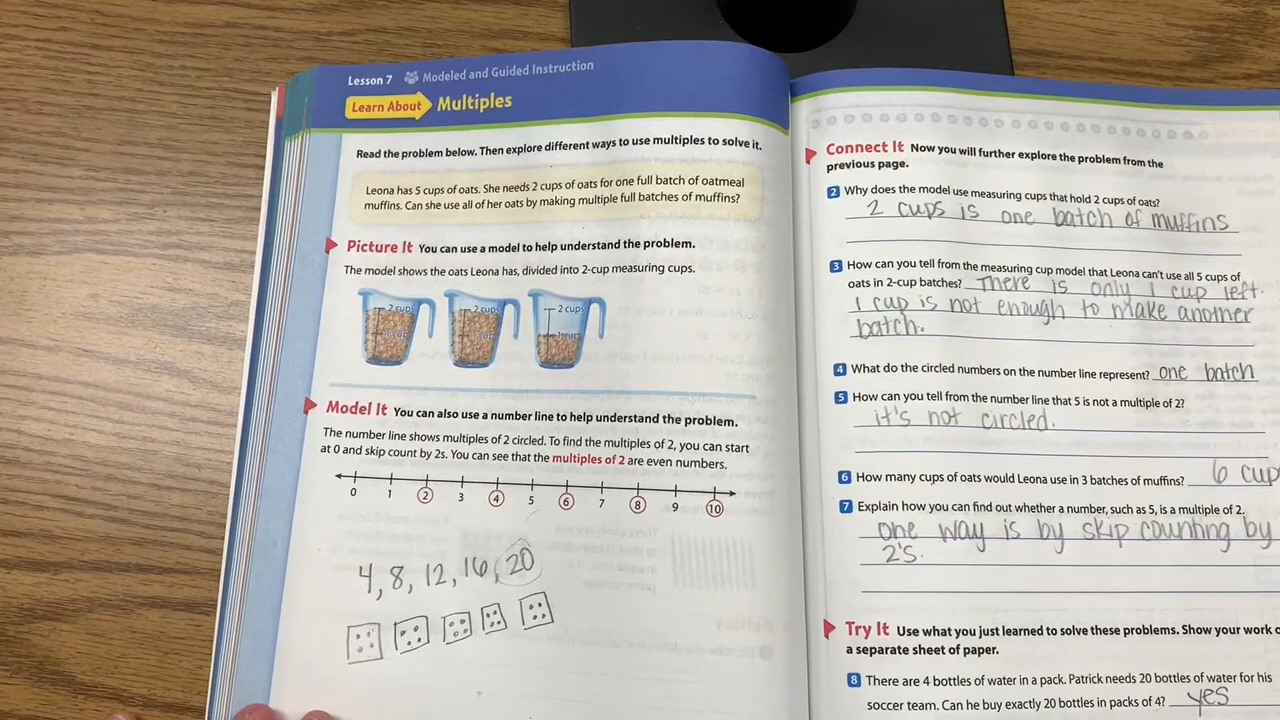 Lesson 7 Modeled and Guided Instruction
Learn About Multiples
Read the problem below. Then explore different ways to use multiples to solve it.
Leona has 5 cups of oats. She needs 2 cups of oats for one full batch of oatmeal
muffins. Can she use all of her oats by making multiple full batches of muffins?
Picture It You can use a model to help understand the problem.
The model shows the oats Leona has, divided into 2-cup measuring cups.
2 cups 2 cups 2 cups
1 cup 1 cup 1 cup
Model It You can also use a number line to help understand the problem.
The number line shows multiples of 2 circled. To find the multiples of 2, you can start
at 0 and skip count by 2s. You can see that the multiples of 2 are even numbers.
0 1 2 3 4 5 6 7 8 9 10
4, 8, 12, 16, 20
Connect It Now you will further explore the problem from the
previous page.
2 Why does the model use measuring cups that hold 2 cups of oats?
2 cups is one batch of muffins
3 How can you tell from the measuring cup model that Leona can't use all 5 cups of
oats in 2-cup batches? There is only 1 cup left.
1 cup is not enough to make another
batch.
4 What do the circled numbers on the number line represent? one batch
5 How can you tell from the number line that 5 is not a multiple of 2?
it's not circled.
6 How many cups of oats would Leona use in 3 batches of muffins? 6 cup
7 Explain how you can find out whether a number, such as 5, is a multiple of 2.
one way is by skip counting by
2's.
Try It Use what you just learned to solve these problems. Show your work o
a separate sheet of paper.
8 There are 4 bottles of water in a pack. Patrick needs 20 bottles of water for his
soccer team. Can he buy exactly 20 bottles in packs of 4? yes